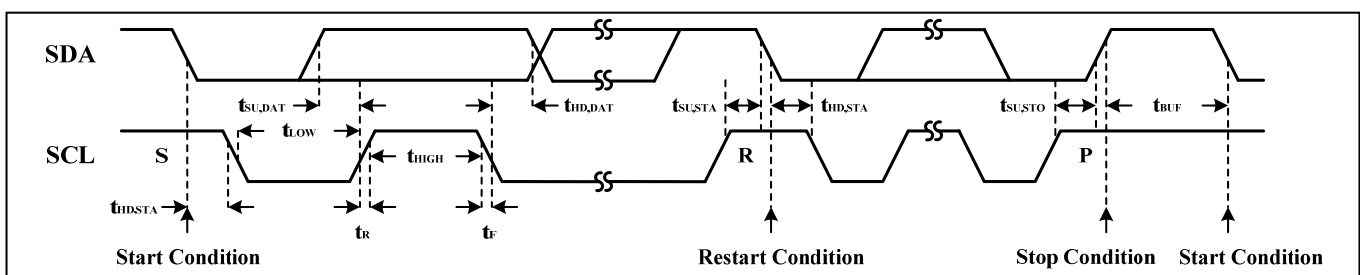 SDA
tSU,DAT tHD,DAT tSU,STA tHD,STA tSU,STO tBUF
tLOW
SCL S tHIGH R P
tHD,STA
tR tF
Start Condition Restart Condition Stop Condition Start Condition